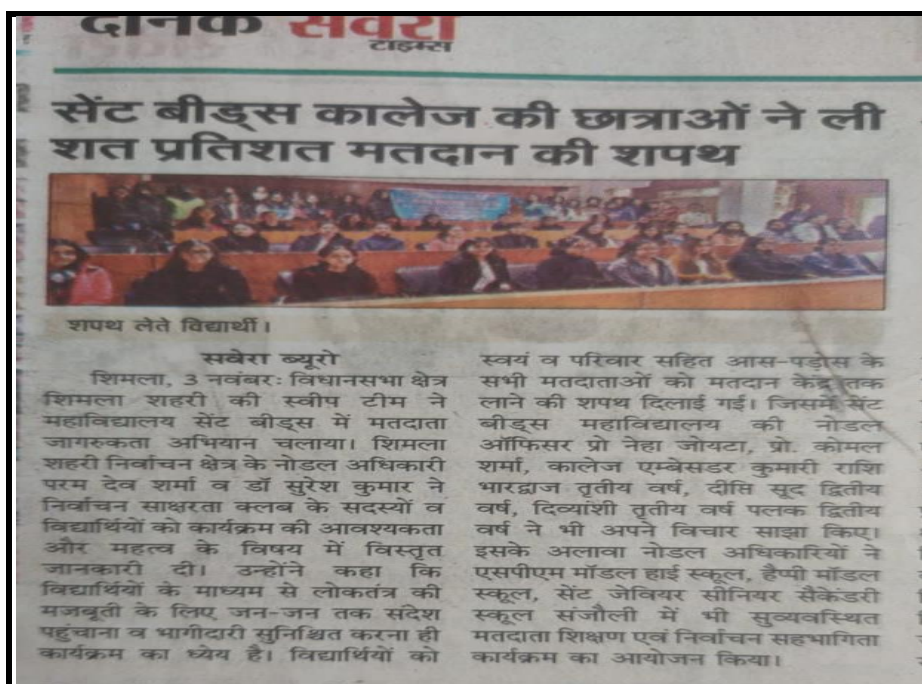 दैनिक सवेरा
टाइम्स
सेंट बीड्स कालेज की छात्राओं ने ली
शत प्रतिशत मतदान की शपथ
शपथ लेते विद्यार्थी।
सवेरा ब्यूरो
शिमला, 3 नवंबरः विधानसभा क्षेत्र
शिमला शहरी की स्वीप टीम ने
महाविद्यालय सेंट बीड्स में मतदाता
जागरुकता अभियान चलाया। शिमला
शहरी निर्वाचन क्षेत्र के नोडल अधिकारी
परम देव शर्मा व डॉ सुरेश कुमार ने
निर्वाचन साक्षरता क्लब के सदस्यों व
विद्यार्थियों को कार्यक्रम की आवश्यकता
और महत्व के विषय में विस्तृत
जानकारी दी। उन्होंने कहा कि
विद्यार्थियों के माध्यम से लोकतंत्र की
मजबूती के लिए जन-जन तक संदेश
पहुंचाना व भागीदारी सुनिश्चित करना ही
कार्यक्रम का ध्येय है। विद्यार्थियों को
स्वयं व परिवार सहित आस-पड़ोस के
सभी मतदाताओं को मतदान केंद्र तक
लाने की शपथ दिलाई गई। जिसमें सेंट
बीड्स महाविद्यालय की नोडल
ऑफिसर प्रो नेहा जोयटा, प्रो. कोमल
शर्मा, कालेज एम्बेसडर कुमारी राशि
भारद्वाज तृतीय वर्ष, दीप्ति सूद द्वितीय
वर्ष, दिव्यांशी तृतीय वर्ष पलक द्वितीय
वर्ष ने भी अपने विचार साझा किए।
इसके अलावा नोडल अधिकारियों ने
एसपीएम मॉडल हाई स्कूल, हैप्पी मॉडल
स्कूल, सेंट जेवियर सीनियर सैकेंडरी
स्कूल संजौली में भी सुव्यवस्थित
मतदाता शिक्षण एवं निर्वाचन सहभागिता
कार्यक्रम का आयोजन किया।